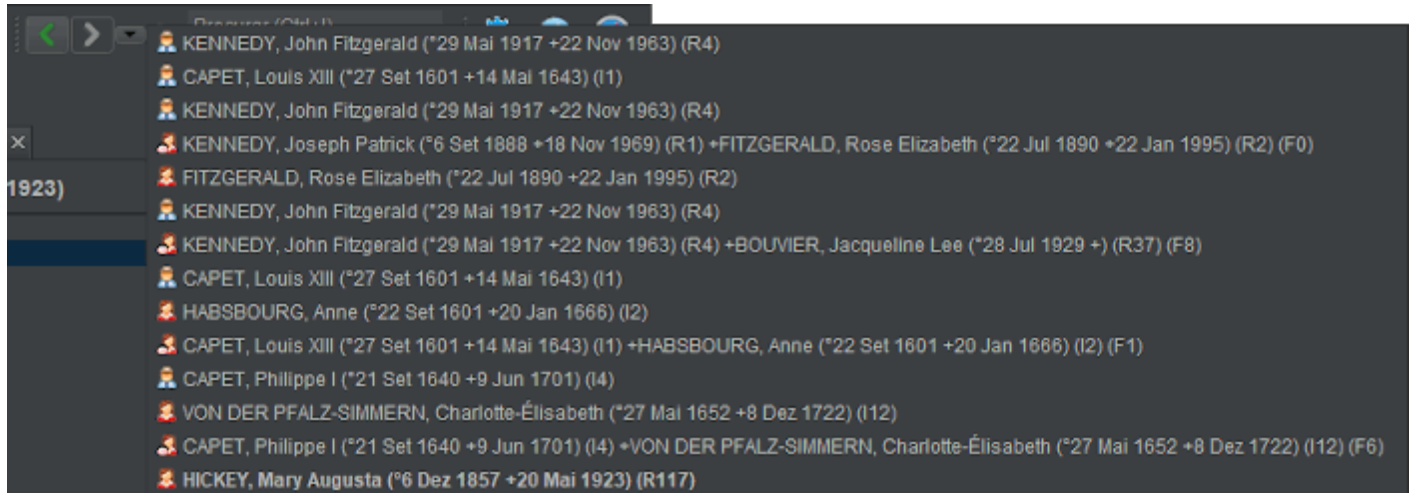 Procurar (Ctrl+I)
KENNEDY, John Fitzgerald (°29 Mai 1917 +22 Nov 1963) (R4)
CAPET, Louis XIII (°27 Set 1601 +14 Mai 1643) (I1)
KENNEDY, John Fitzgerald (°29 Mai 1917 +22 Nov 1963) (R4)
KENNEDY, Joseph Patrick (°6 Set 1888 +18 Nov 1969) (R1) +FITZGERALD, Rose Elizabeth (°22 Jul 1890 +22 Jan 1995) (R2) (F0)
FITZGERALD, Rose Elizabeth (°22 Jul 1890 +22 Jan 1995) (R2)
1923)
KENNEDY, John Fitzgerald (°29 Mai 1917 +22 Nov 1963) (R4)
KENNEDY, John Fitzgerald (°29 Mai 1917 +22 Nov 1963) (R4) +BOUVIER, Jacqueline Lee (°28 Jul 1929 +) (R37) (F8)
CAPET, Louis XIII (°27 Set 1601 +14 Mai 1643) (I1)
HABSBOURG, Anne (°22 Set 1601 +20 Jan 1666) (I2)
CAPET, Louis XIII (°27 Set 1601 +14 Mai 1643) (I1) +HABSBOURG, Anne (°22 Set 1601 +20 Jan 1666) (I2) (F1)
CAPET, Philippe I (°21 Set 1640 +9 Jun 1701) (I4)
VON DER PFALZ-SIMMERN, Charlotte-Élisabeth (°27 Mai 1652 +8 Dez 1722) (I12)
CAPET, Philippe I (°21 Set 1640 +9 Jun 1701) (I4) +VON DER PFALZ-SIMMERN, Charlotte-Élisabeth (°27 Mai 1652 +8 Dez 1722) (I12) (F6)
HICKEY, Mary Augusta (°6 Dez 1857 +20 Mai 1923) (R117)